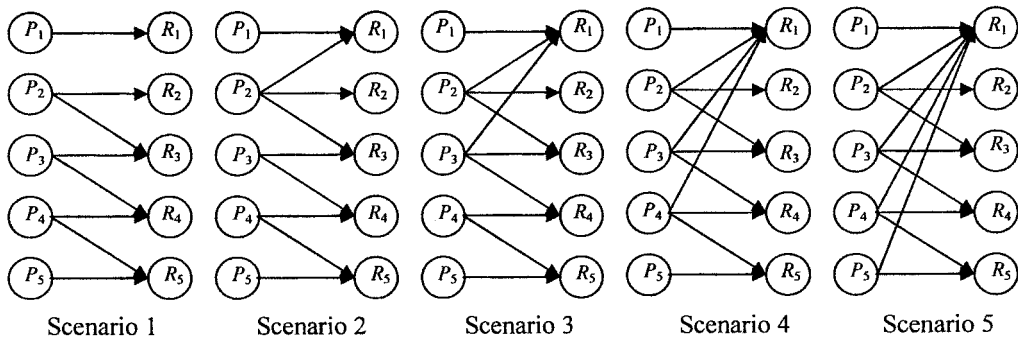 P₁ R₁ P₁ R₁ P₁ R₁ P₁ R₁ P₁ R₁
P₂ R₂ P₂ R₂ P₂ R₂ P₂ R₂ P₂ R₂
P₃ R₃ P₃ R₃ P₃ R₃ P₃ R₃ P₃ R₃
P₄ R₄ P₄ R₄ P₄ R₄ P₄ R₄ P₄ R₄
P₅ R₅ P₅ R₅ P₅ R₅ P₅ R₅ P₅ R₅
Scenario 1 Scenario 2 Scenario 3 Scenario 4 Scenario 5